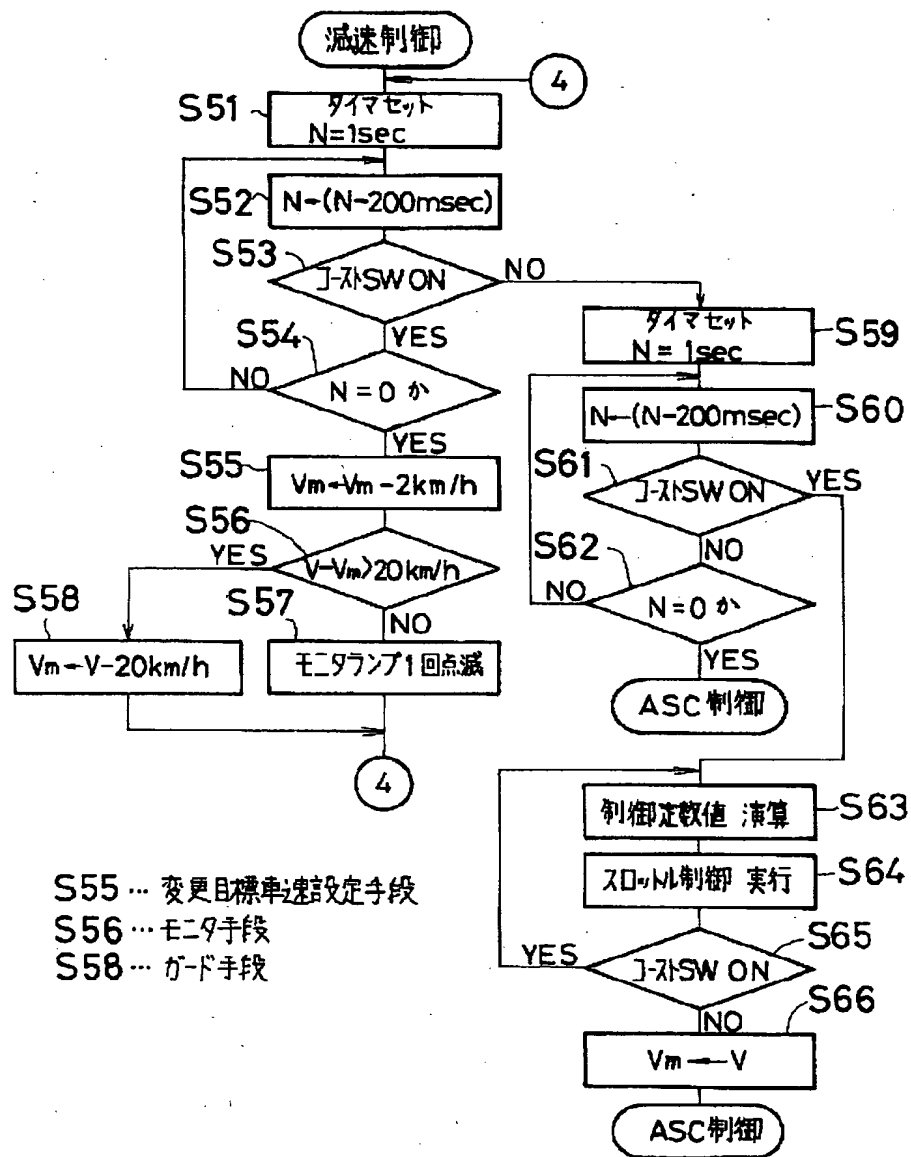 減速制御
4
S51
タイマセット
N=1sec
S52
N←(N-200msec)
S53
コーストSW ON
NO
YES
S54
NO
N=0 か
YES
S55
Vm←Vm-2km/h
S56
YES
V-Vm>20km/h
NO
S58
Vm←V-20km/h
S57
モニタランプ1回点滅
4
タイマセット
N=1sec
S59
N←(N-200msec)
S60
S61
コーストSW ON
YES
NO
S62
NO
N=0 か
YES
ASC制御
制御定数値 演算
S63
スロットル制御 実行
S64
S65
YES
コーストSW ON
NO
S66
Vm←V
ASC制御
S55… 変更目標車速設定手段
S56… モニタ手段
S58… ガード手段